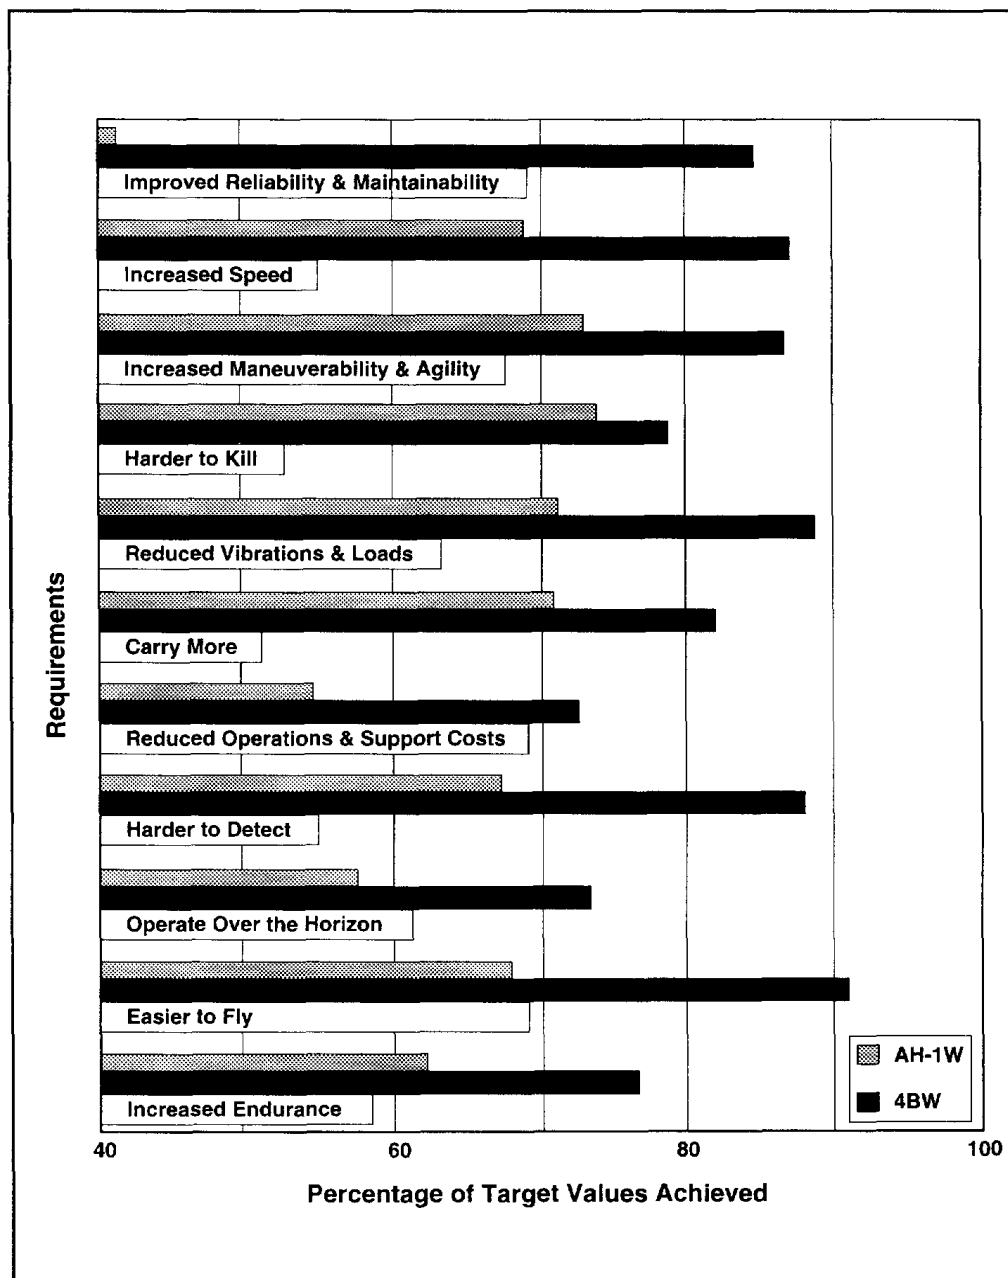 Improved Reliability & Maintainability
Increased Speed
Increased Maneuverability & Agility
Harder to Kill
Reduced Vibrations & Loads
Carry More
Reduced Operations & Support Costs
Harder to Detect
Operate Over the Horizon
Easier to Fly
Increased Endurance
Requirements
AH-1W
4BW
40 60 80 100
Percentage of Target Values Achieved